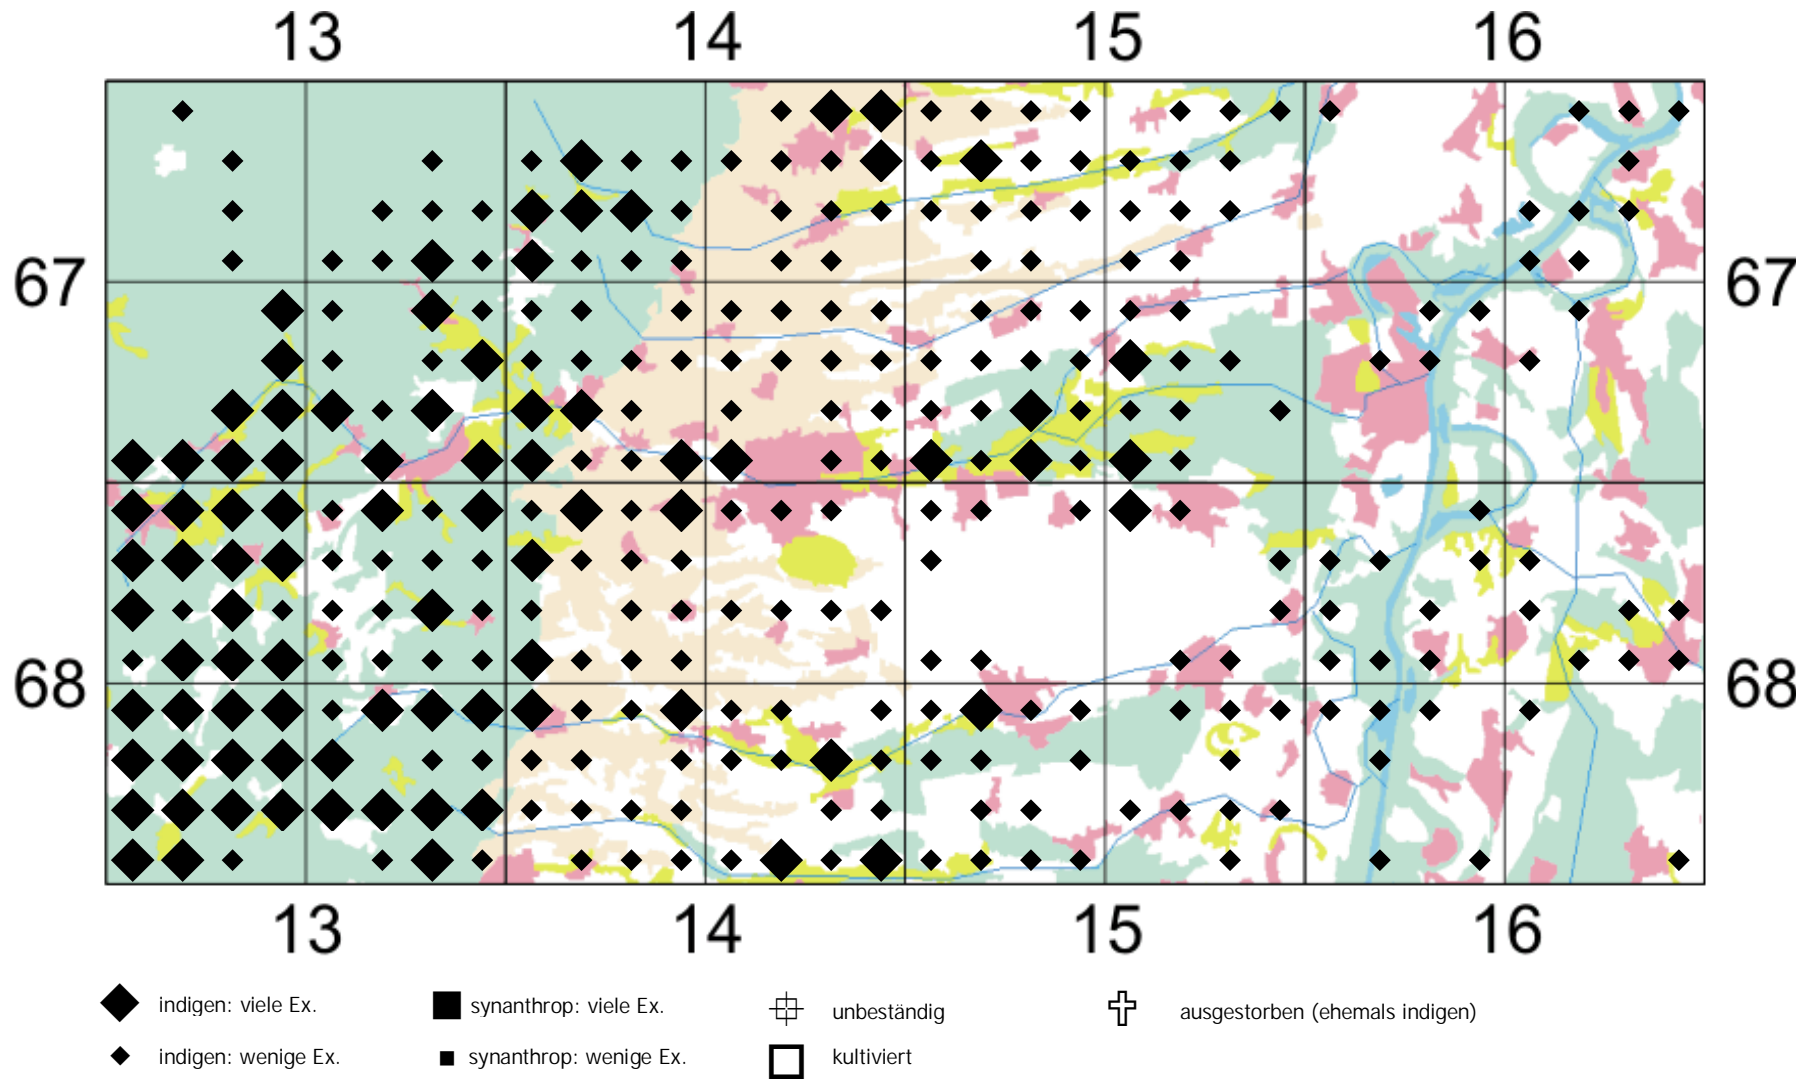 13 14 15 16
67 67
68 68
13 14 15 16
indigen: viele Ex. synanthrop: viele Ex. unbeständig ausgestorben (ehemals indigen)
indigen: wenige Ex. synanthrop: wenige Ex. kultiviert